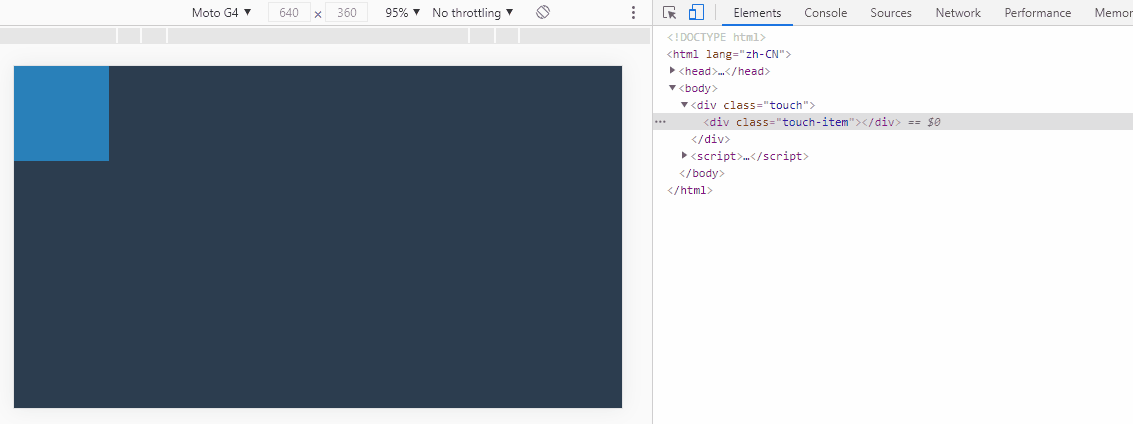 Moto G4 ▼ 640 × 360 95% ▼ No throttling ▼
Elements Console Sources Network Performance Memor
<!DOCTYPE html>
<html lang="zh-CN">
▶<head>…</head>
▼<body>
▼<div class="touch">
<div class="touch-item"></div> == $0
</div>
▶<script>…</script>
</body>
</html>